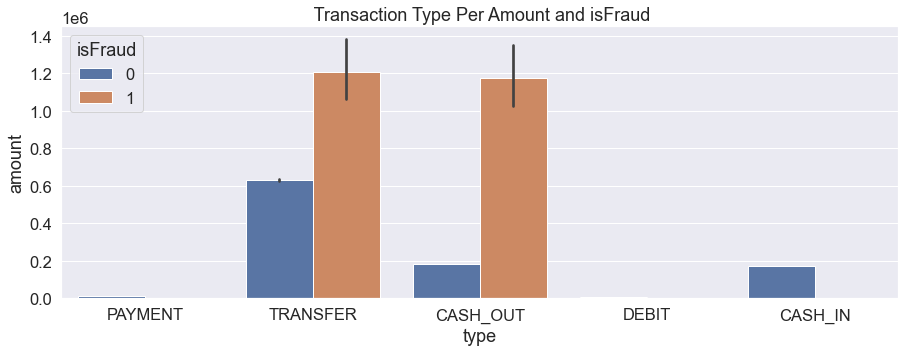 Transaction Type Per Amount and isFraud
1e6
isFraud
0
1
amount
1.4
1.2
1.0
0.8
0.6
0.4
0.2
0.0
PAYMENT TRANSFER CASH_OUT DEBIT CASH_IN
type